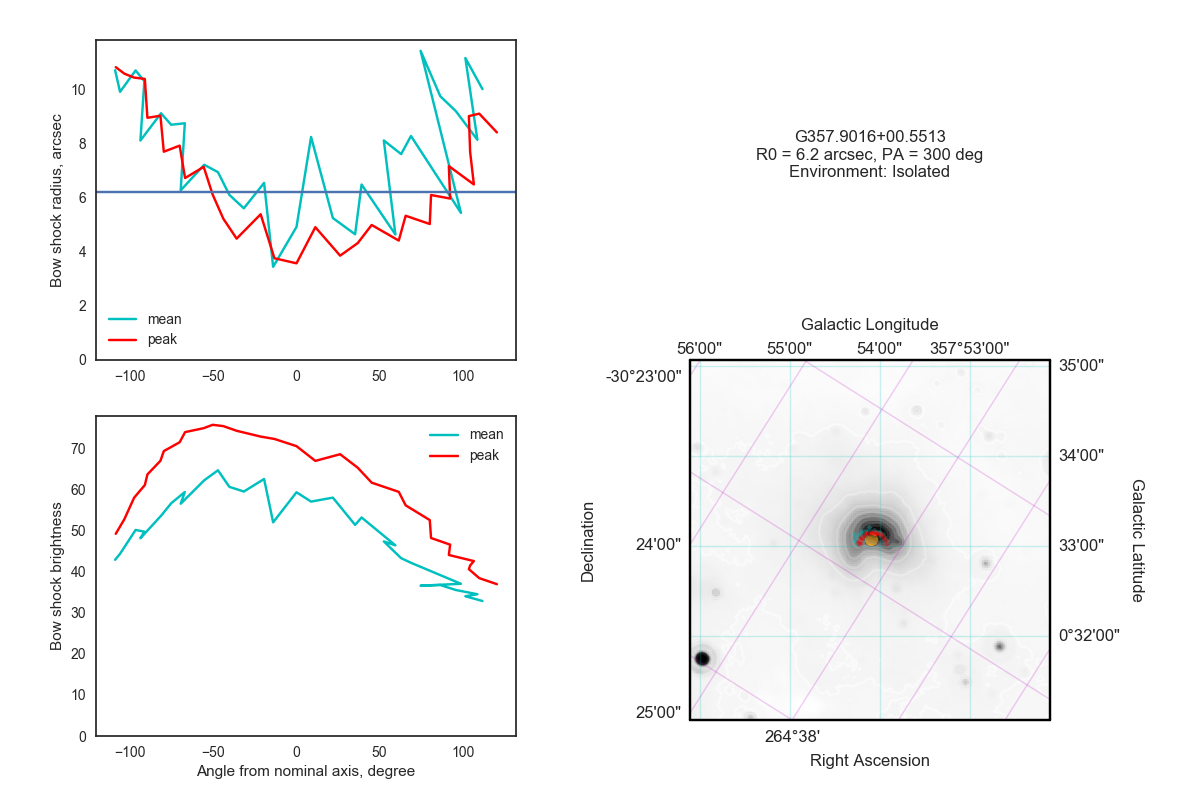 10
8
6
4
2
0
Bow shock radius, arcsec
mean
peak
−100
−50
0
50
100
70
60
50
40
30
20
10
0
Bow shock brightness
mean
peak
−100
−50
0
50
100
Angle from nominal axis, degree
G357.9016+00.5513
R0 = 6.2 arcsec, PA = 300 deg
Environment: Isolated
Galactic Longitude
56'00"
55'00"
54'00"
357°53'00"
-30°23'00"
24'00"
25'00"
Declination
35'00"
34'00"
33'00"
0°32'00"
Galactic Latitude
264°38'
Right Ascension